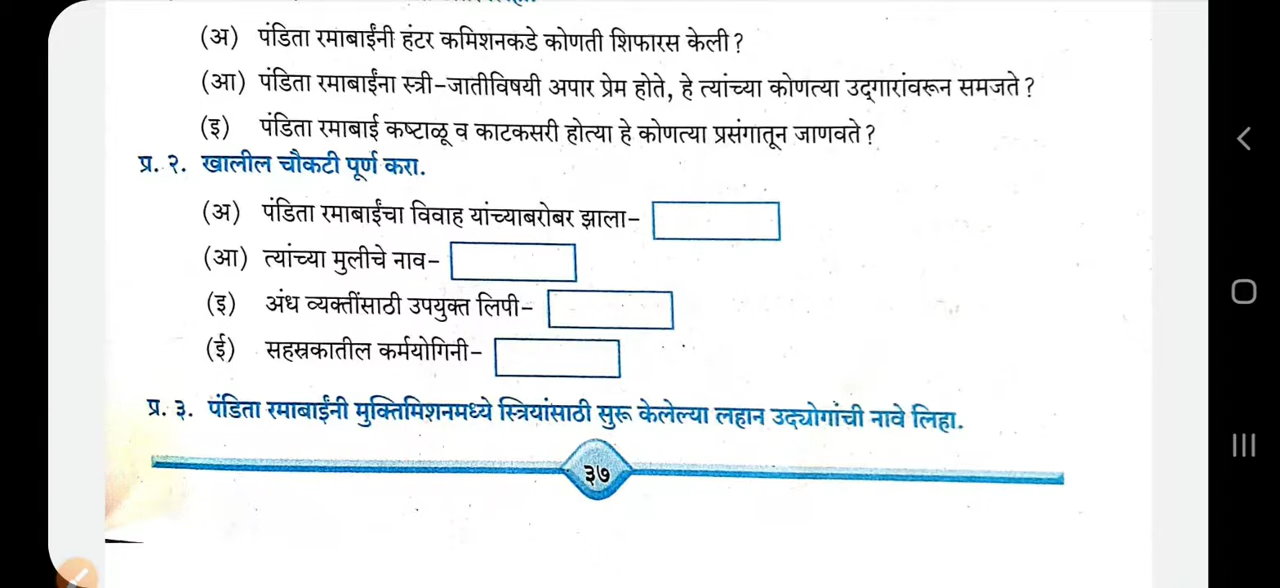 (अ) पंडिता रमाबाईंनी हंटर कमिशनकडे कोणती शिफारस केली?
(आ) पंडिता रमाबाईंना स्त्री-जातीविषयी अपार प्रेम होते, हे त्यांच्या कोणत्या उद्‌गारांवरून समजते?
(इ) पंडिता रमाबाई कष्टाळू व काटकसरी होत्या हे कोणत्या प्रसंगातून जाणवते?
प्र. २. खालील चौकटी पूर्ण करा.
(अ) पंडिता रमाबाईंचा विवाह यांच्याबरोबर झाला-
(आ) त्यांच्या मुलीचे नाव-
(इ) अंध व्यक्तींसाठी उपयुक्त लिपी-
(ई) सहस्रकातील कर्मयोगिनी-
प्र. ३. पंडिता रमाबाईंनी मुक्तिमिशनमध्ये स्त्रियांसाठी सुरू केलेल्या लहान उद्योगांची नावे लिहा.
३७